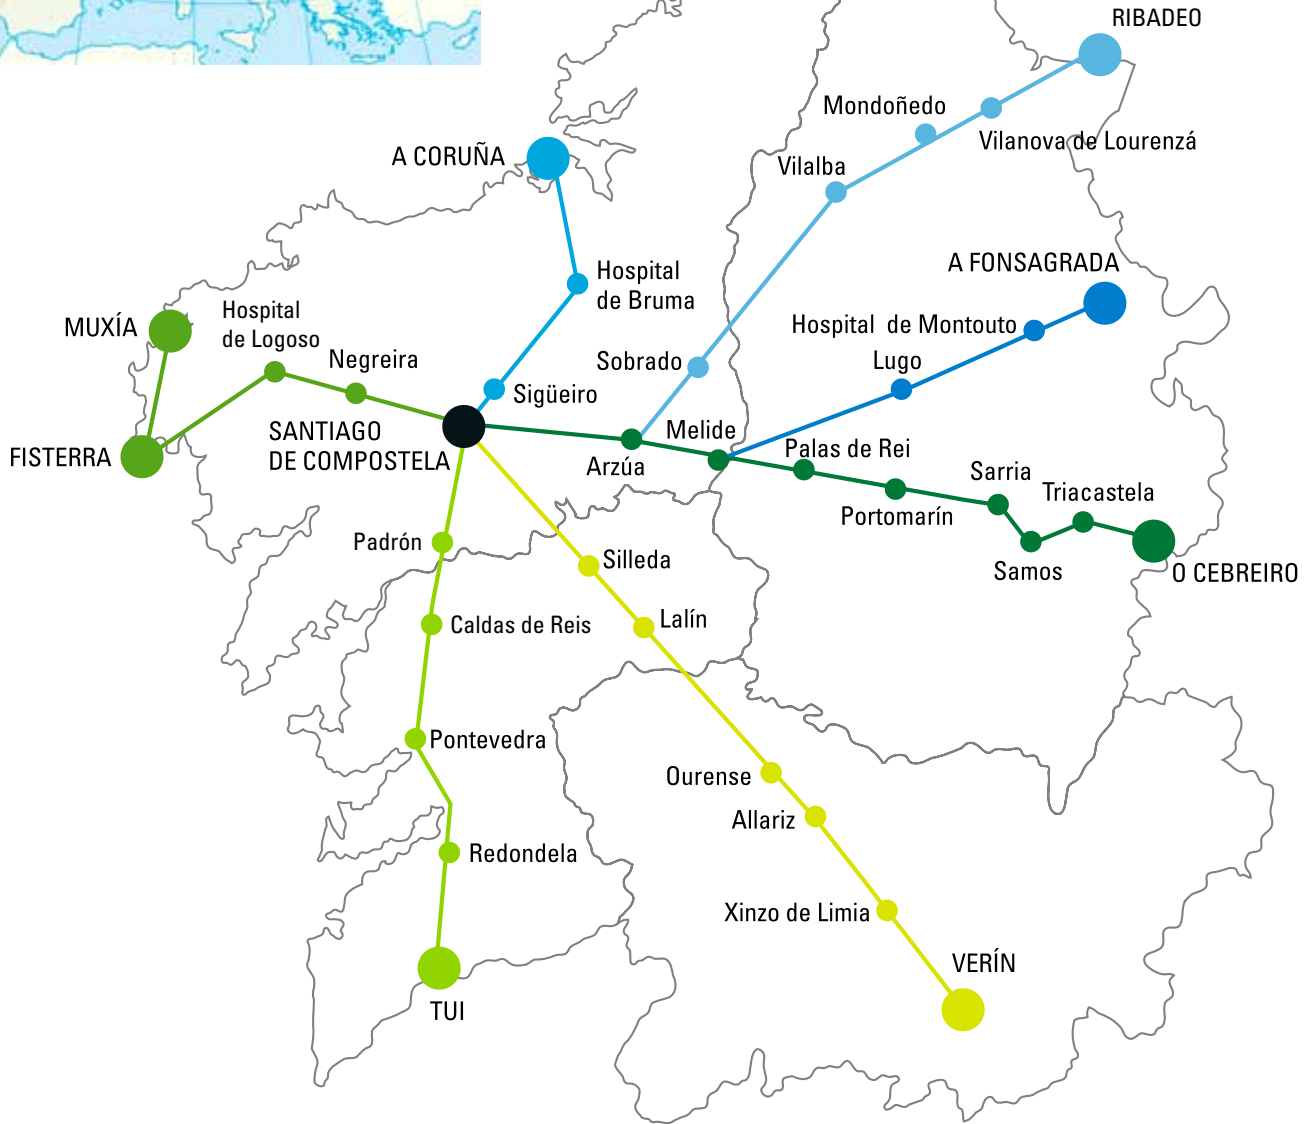 RIBADEO
Mondoñedo
Vilanova de Lourenzá
A CORUÑA
Vilalba
A FONSAGRADA
Hospital
de Bruma
MUXÍA
Hospital
de Logoso
Hospital de Montouto
Negreira
Sobrado
Lugo
Sigüeiro
SANTIAGO
DE COMPOSTELA
Melide
FISTERRA
Arzúa
Palas de Rei
Sarria
Triacastela
Portomarín
Padrón
Silleda
Samos
O CEBREIRO
Caldas de Reis
Lalín
Pontevedra
Ourense
Allariz
Redondela
Xinzo de Limia
VERÍN
TUI